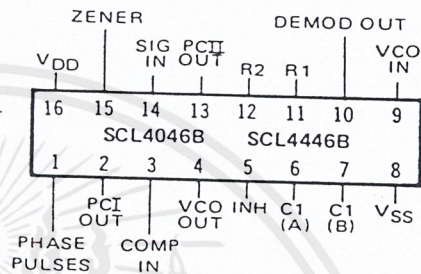 ZENER
DEMOD OUT
SIG IN
PCII OUT
VCO IN
VDD
R2
R1
16 15 14 13 12 11 10 9
SCL4046B SCL4446B
1 2 3 4 5 6 7 8
PCI OUT
VCO OUT
INH
C1 (A)
C1 (B)
VSS
PHASE PULSES
COMP IN